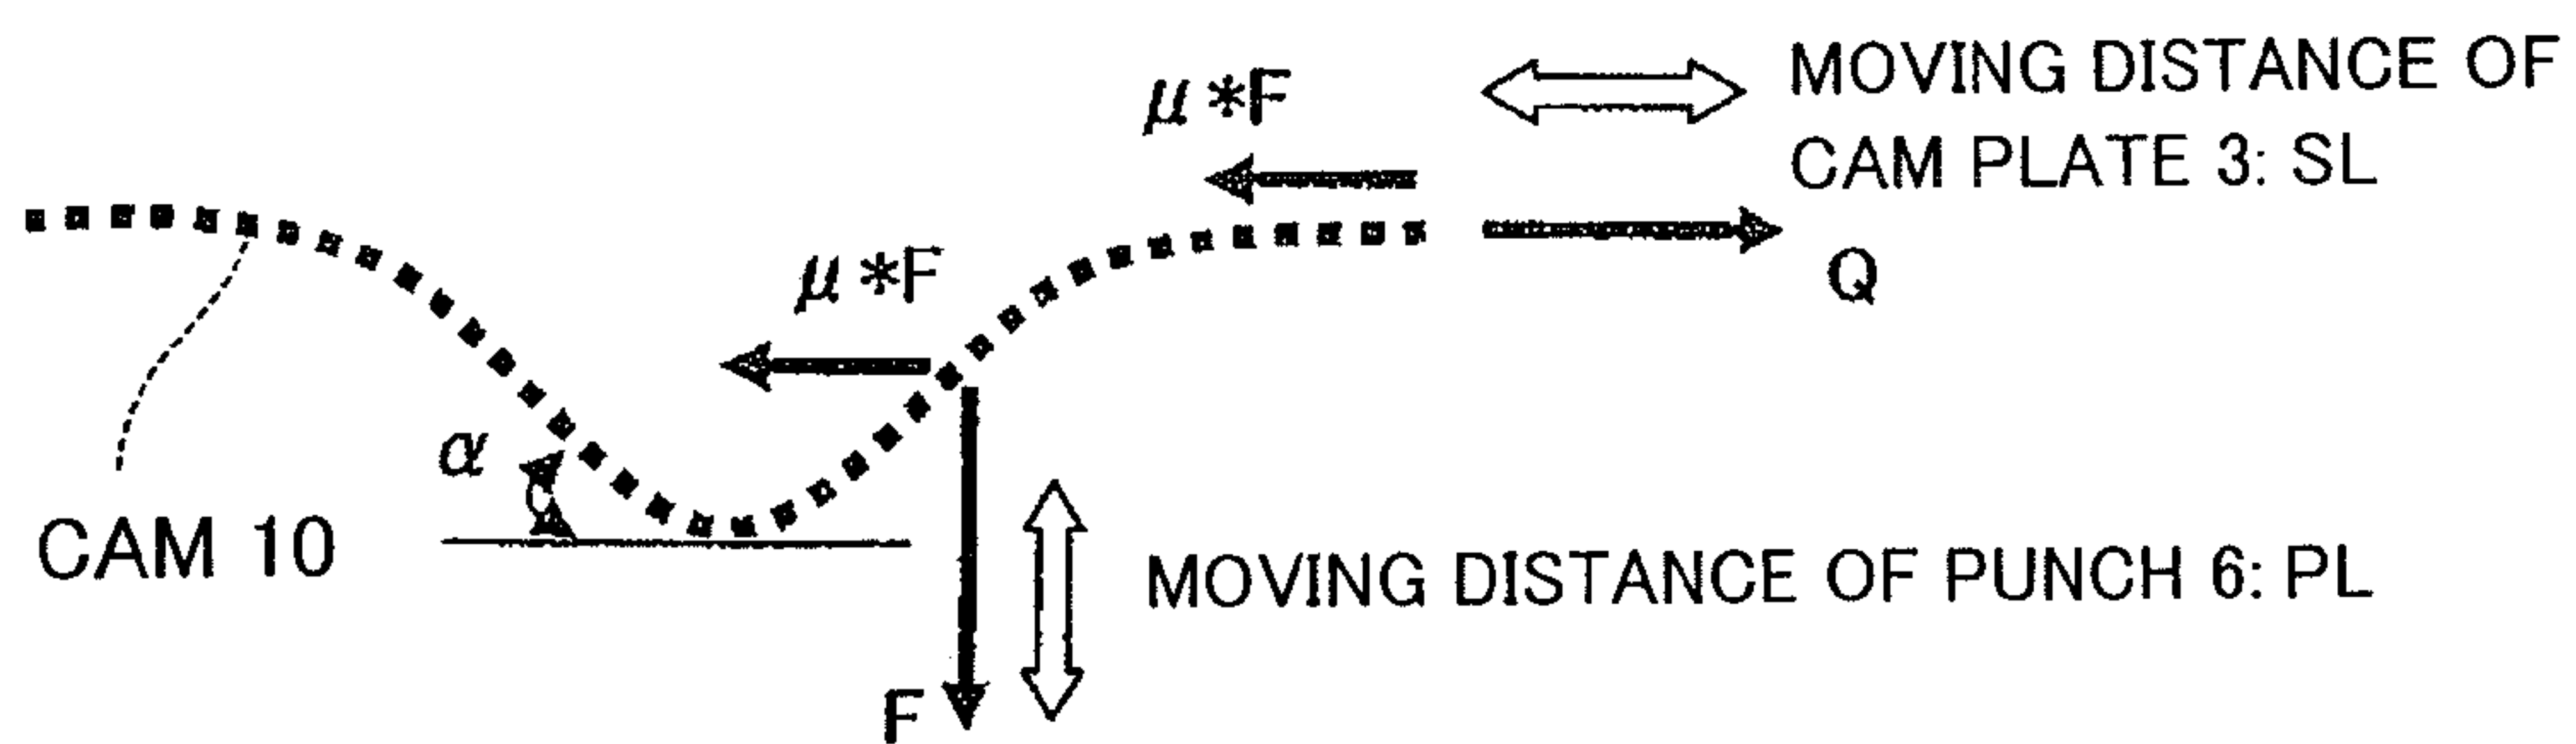 μ*F
MOVING DISTANCE OF
CAM PLATE 3: SL
μ*F
Q
α
CAM 10
MOVING DISTANCE OF PUNCH 6: PL
F